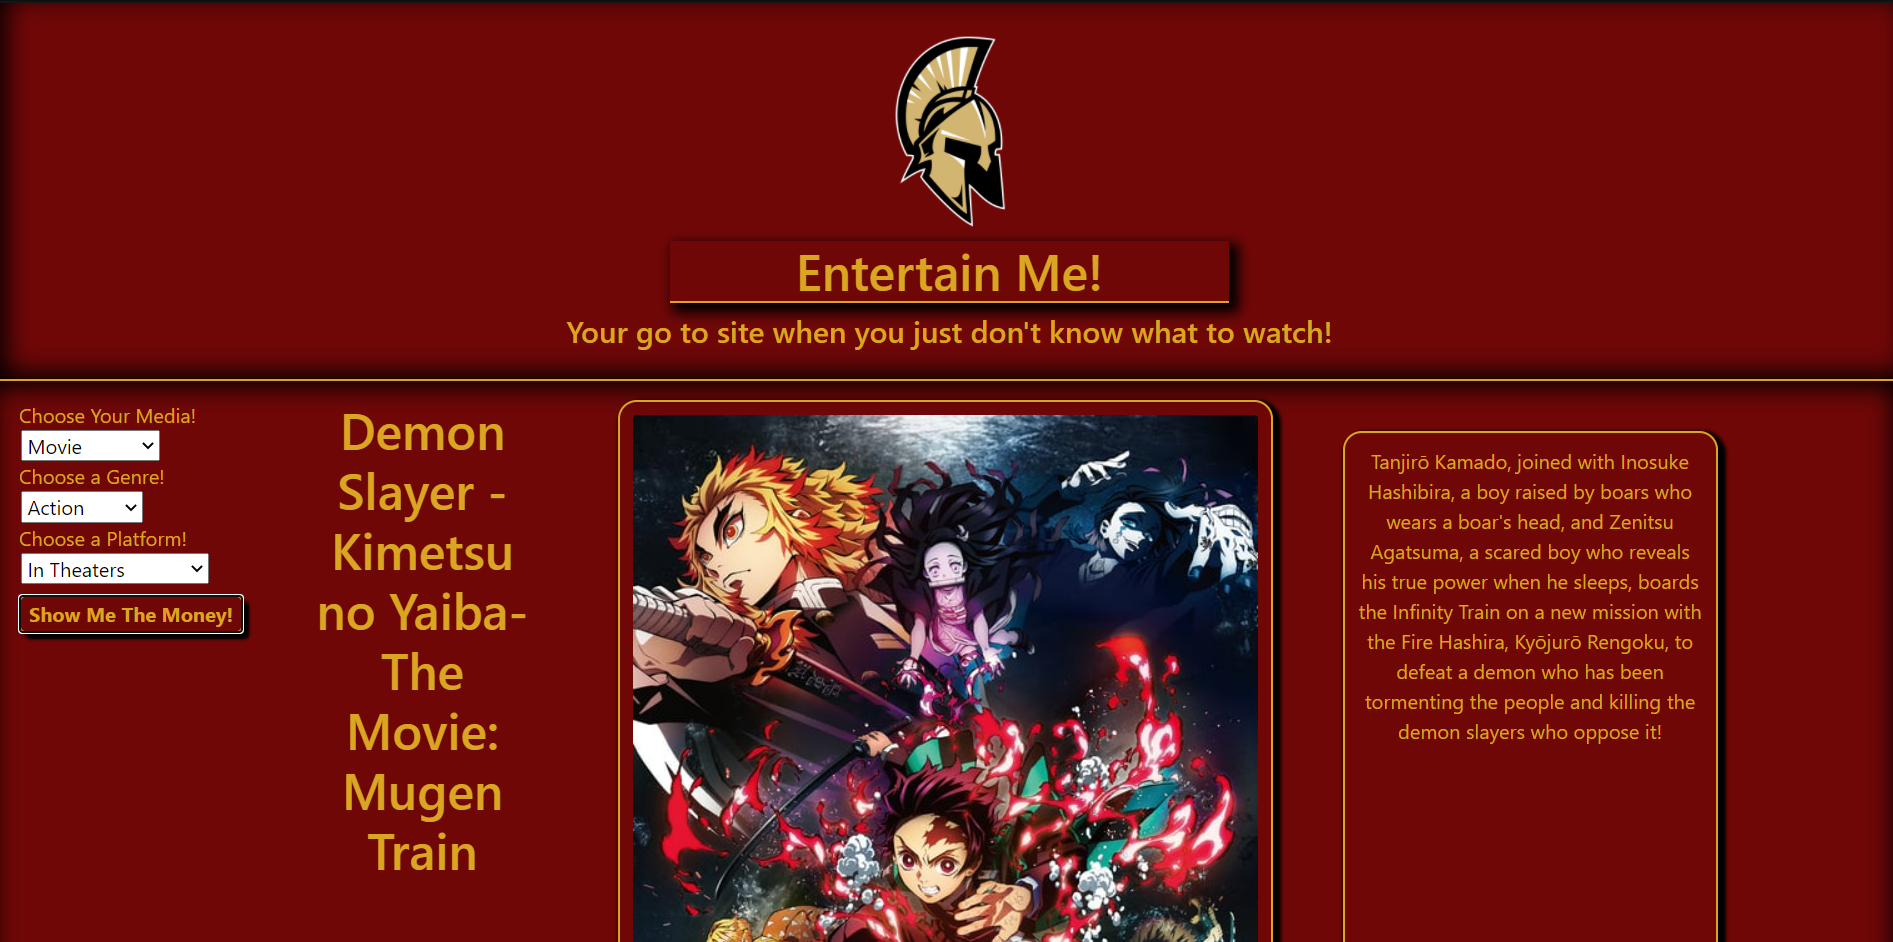 Entertain Me!
Your go to site when you just don't know what to watch!
Choose Your Media!
Movie
Choose a Genre!
Action
Choose a Platform!
In Theaters
Show Me The Money!
Demon
Slayer -
Kimetsu
no Yaiba-
The
Movie:
Mugen
Train
Tanjirō Kamado, joined with Inosuke
Hashibira, a boy raised by boars who
wears a boar's head, and Zenitsu
Agatsuma, a scared boy who reveals
his true power when he sleeps, boards
the Infinity Train on a new mission with
the Fire Hashira, Kyōjurō Rengoku, to
defeat a demon who has been
tormenting the people and killing the
demon slayers who oppose it!